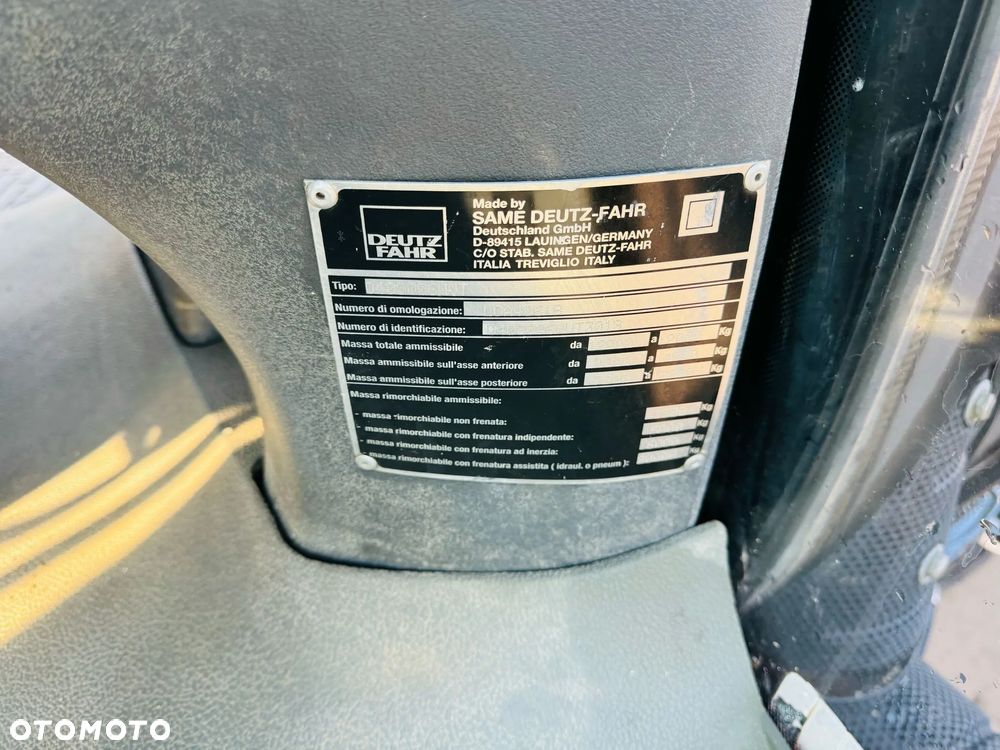 DEUTZ
FAHR
Made by
SAME DEUTZ-FAHR
Deutschland GmbH
D-89415 LAUINGEN/GERMANY
C/O STAB. SAME DEUTZ-FAHR
ITALIA TREVIGLIO ITALY
Tipo:
Numero di omologazione:
Numero di identificazione:
Massa totale ammissibile da a Kg
Massa ammissibile sull'asse anteriore da a Kg
Massa ammissibile sull'asse posteriore da a Kg
Massa rimorchiabile ammissibile:
- massa rimorchiabile non frenata: Kg
- massa rimorchiabile con frenatura indipendente: Kg
- massa rimorchiabile con frenatura ad inerzia: Kg
- massa rimorchiabile con frenatura assistita ( idraul. o pneum ) : Kg
OTOMOTO